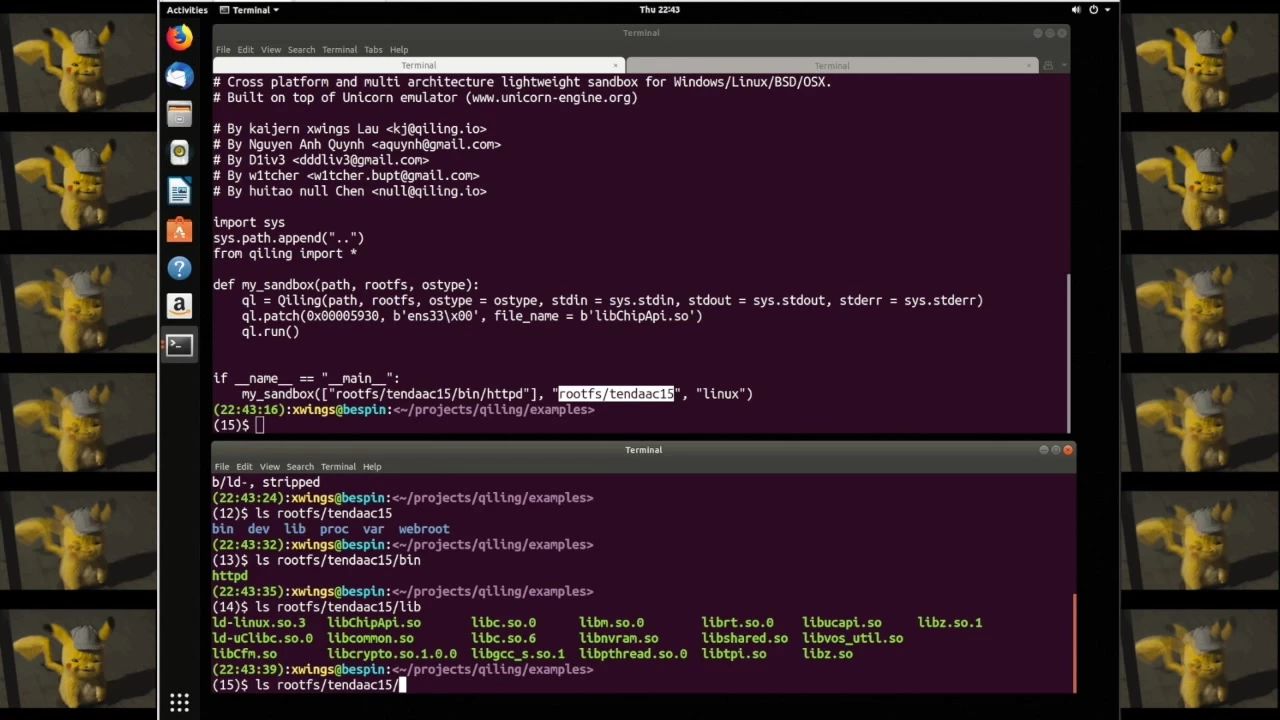 Activities Terminal Thu 22:43
Terminal
File Edit View Search Terminal Tabs Help
Terminal × Terminal ×
# Cross platform and multi architecture lightweight sandbox for Windows/Linux/BSD/OSX.
# Built on top of Unicorn emulator (www.unicorn-engine.org)
# By kaijern xwings Lau <kj@qiling.io>
# By Nguyen Anh Quynh <aquynh@gmail.com>
# By D1iv3 <dddliv3@gmail.com>
# By w1tcher <w1tcher.bupt@gmail.com>
# By huitao null Chen <null@qiling.io>
import sys
sys.path.append("..")
from qiling import *
def my_sandbox(path, rootfs, ostype):
ql = Qiling(path, rootfs, ostype = ostype, stdin = sys.stdin, stdout = sys.stdout, stderr = sys.stderr)
ql.patch(0x00005930, b'ens33\x00', file_name = b'libChipApi.so')
ql.run()
if __name__ == "__main__":
my_sandbox(["rootfs/tendaac15/bin/httpd"], "rootfs/tendaac15", "linux")
(22:43:16):xwings@bespin:<~/projects/qiling/examples>
(15)$
Terminal
File Edit View Search Terminal Help
b/ld-, stripped
(22:43:24):xwings@bespin:<~/projects/qiling/examples>
(12)$ ls rootfs/tendaac15
bin dev lib proc var webroot
(22:43:32):xwings@bespin:<~/projects/qiling/examples>
(13)$ ls rootfs/tendaac15/bin
httpd
(22:43:35):xwings@bespin:<~/projects/qiling/examples>
(14)$ ls rootfs/tendaac15/lib
ld-linux.so.3 libChipApi.so libc.so.0 libm.so.0 librt.so.0 libucapi.so libz.so.1
ld-uClibc.so.0 libcommon.so libc.so.6 libnvram.so libshared.so libvos_util.so
libCfm.so libcrypto.so.1.0.0 libgcc_s.so.1 libpthread.so.0 libtpi.so libz.so
(22:43:39):xwings@bespin:<~/projects/qiling/examples>
(15)$ ls rootfs/tendaac15/